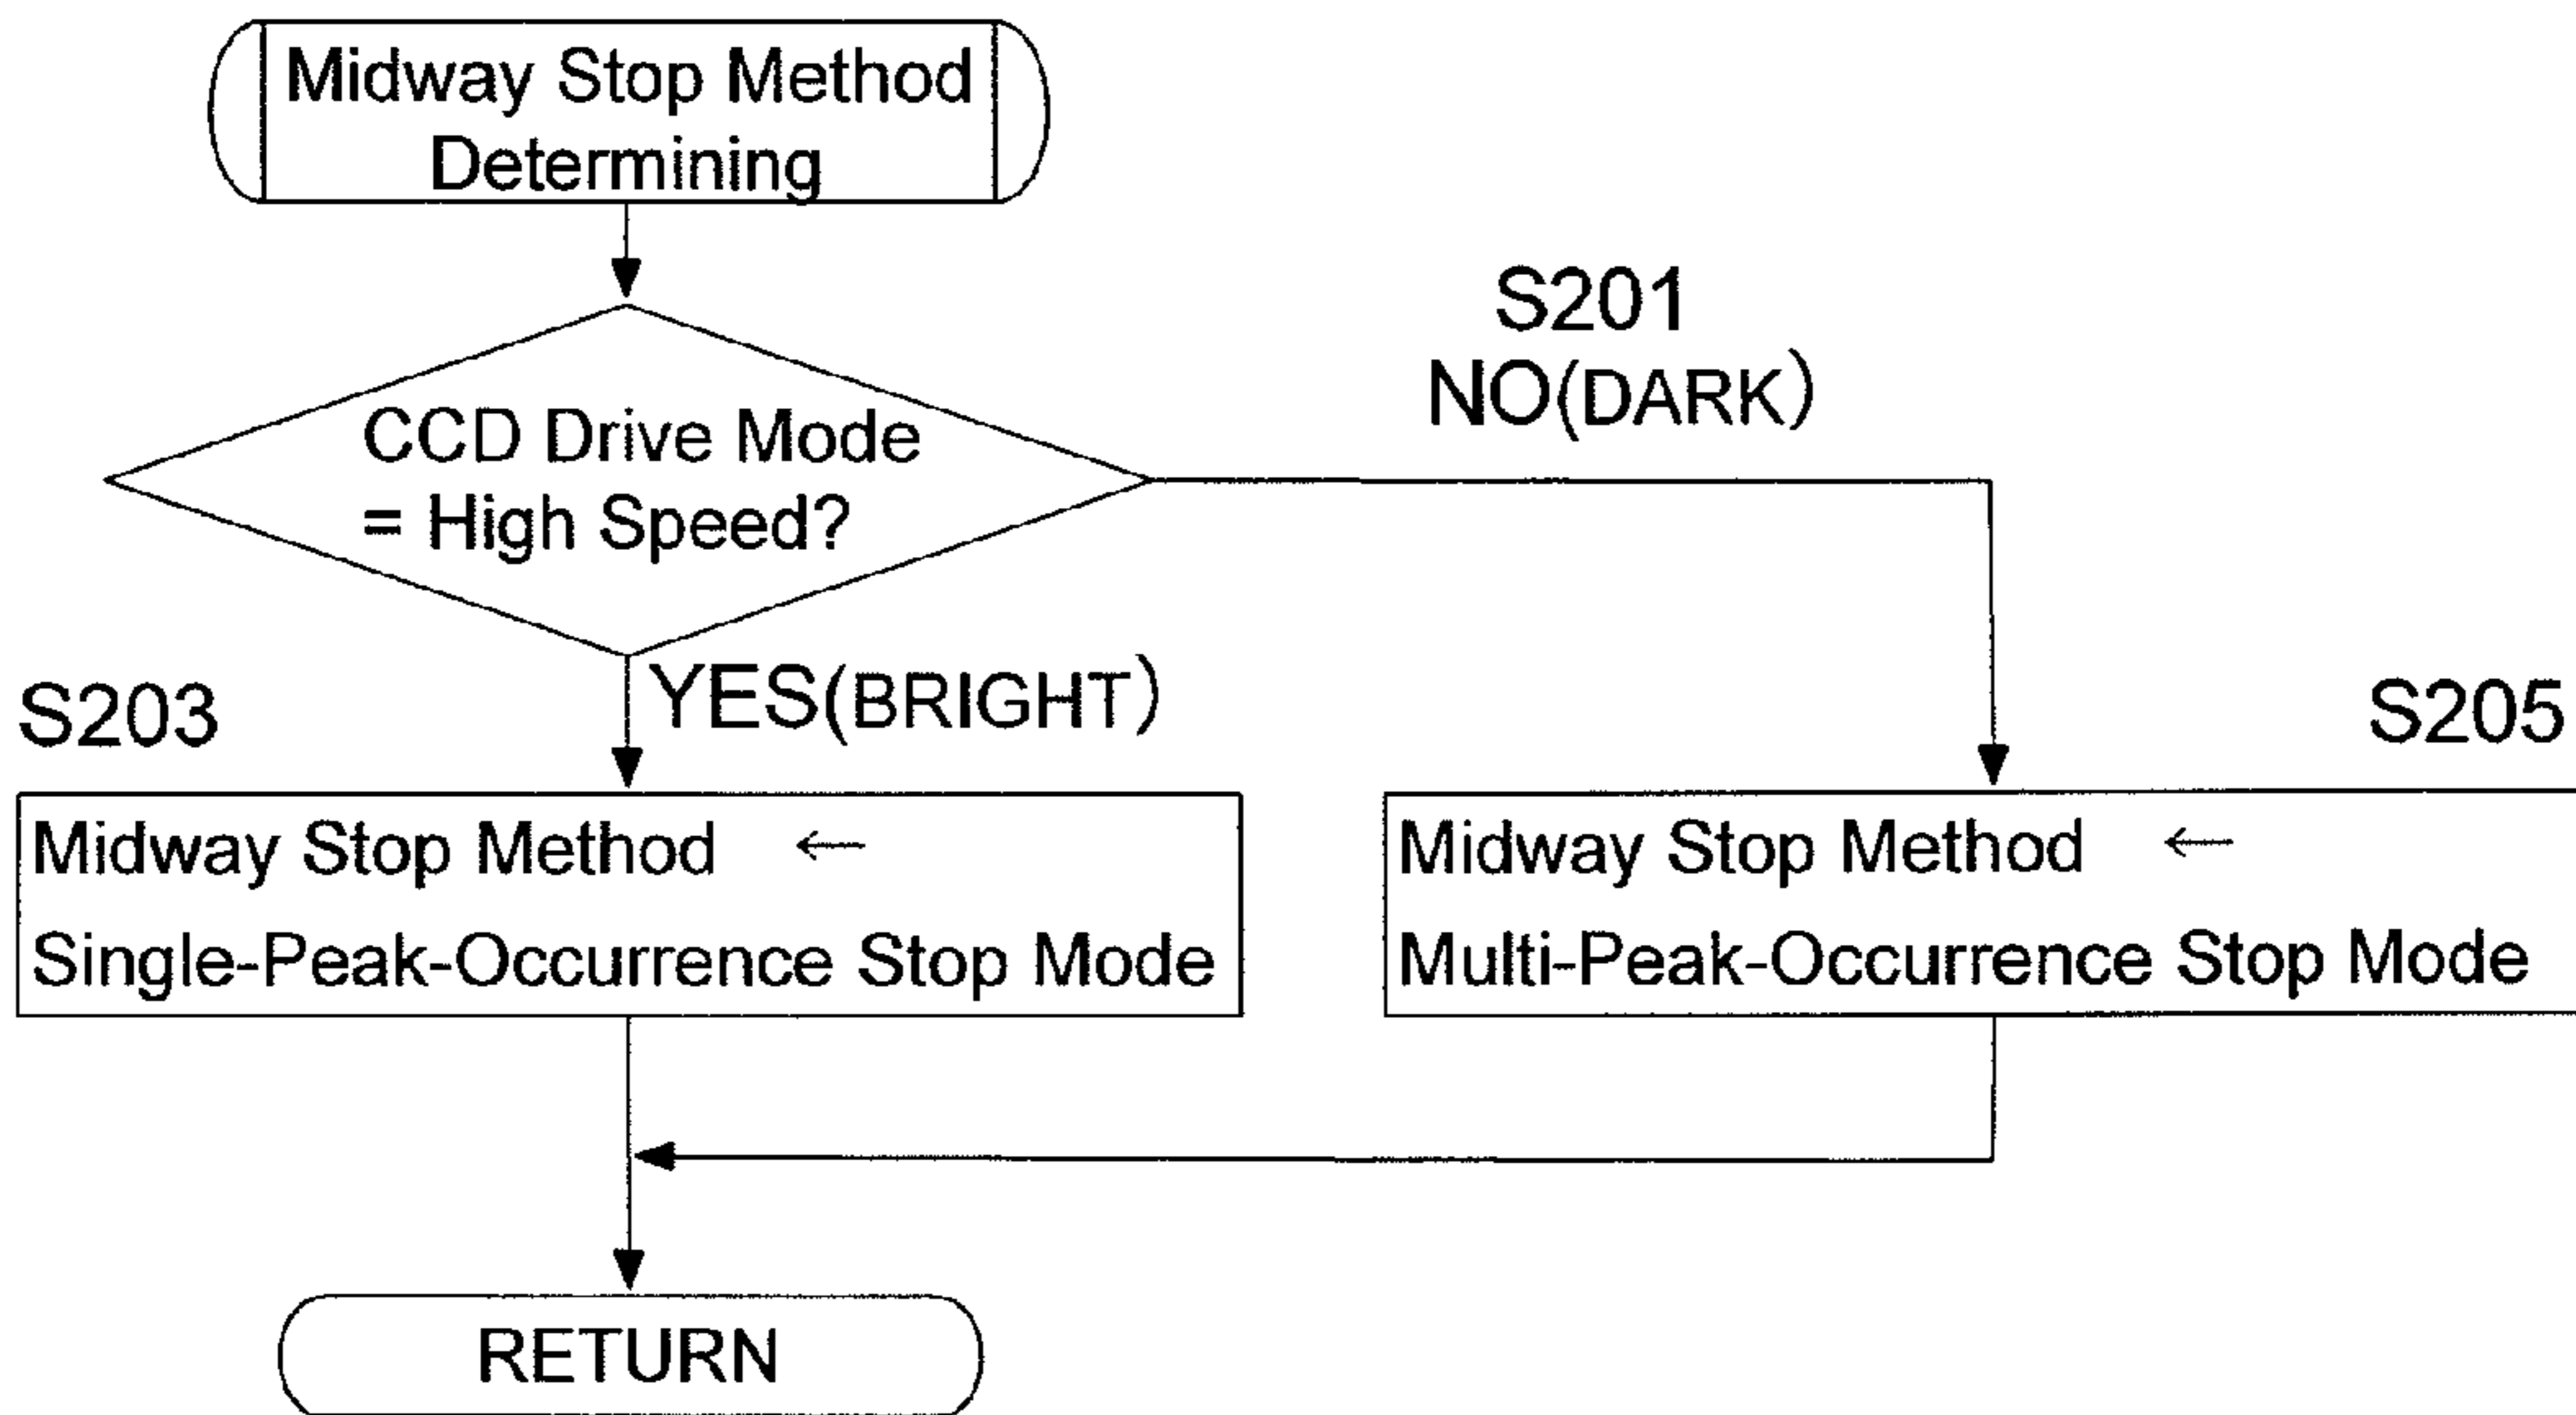 Midway Stop Method
Determining
S201
NO(DARK)
CCD Drive Mode
= High Speed?
YES(BRIGHT)
S203
S205
Midway Stop Method ←
Single-Peak-Occurrence Stop Mode
Midway Stop Method ←
Multi-Peak-Occurrence Stop Mode
RETURN